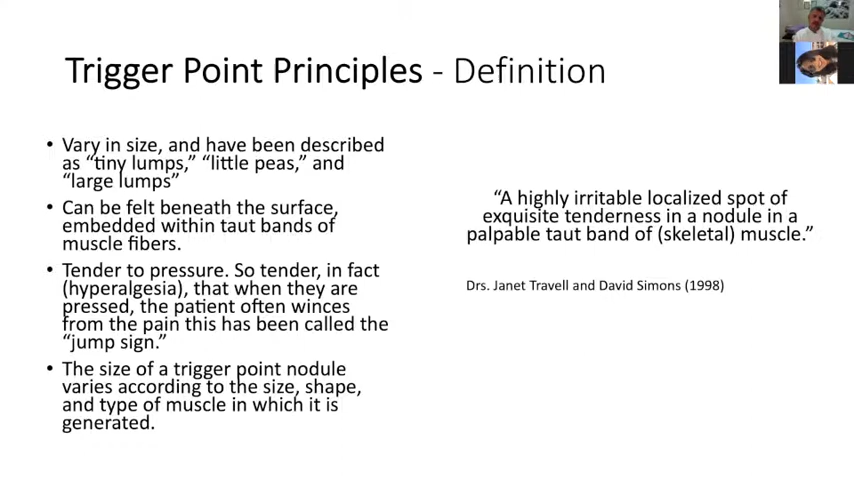 Trigger Point Principles - Definition
• Vary in size, and have been described
as “tiny lumps,” “little peas,” and
“large lumps”
• Can be felt beneath the surface,
embedded within taut bands of
muscle fibers.
• Tender to pressure. So tender, in fact
(hyperalgesia), that when they are
pressed, the patient often winces
from the pain this has been called the
“jump sign.”
• The size of a trigger point nodule
varies according to the size, shape,
and type of muscle in which it is
generated.
“A highly irritable localized spot of
exquisite tenderness in a nodule in a
palpable taut band of (skeletal) muscle.”
Drs. Janet Travell and David Simons (1998)